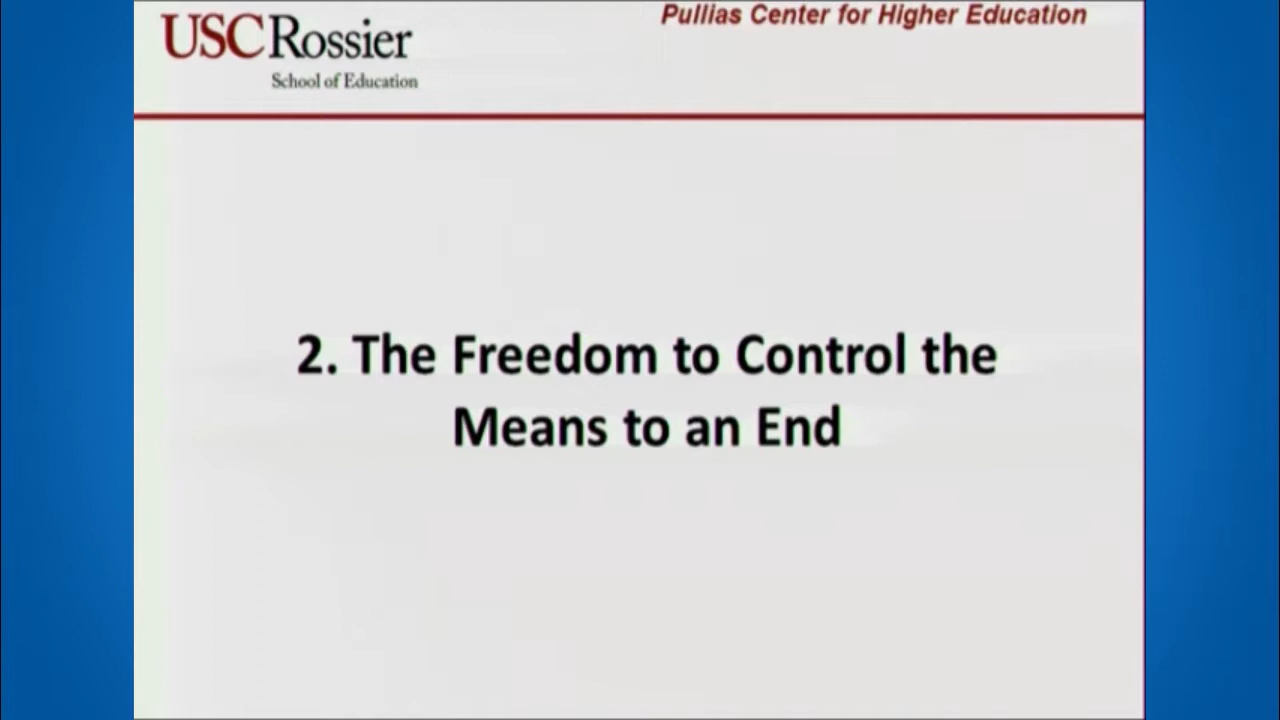 USC Rossier
School of Education
Pullias Center for Higher Education
2. The Freedom to Control the
Means to an End